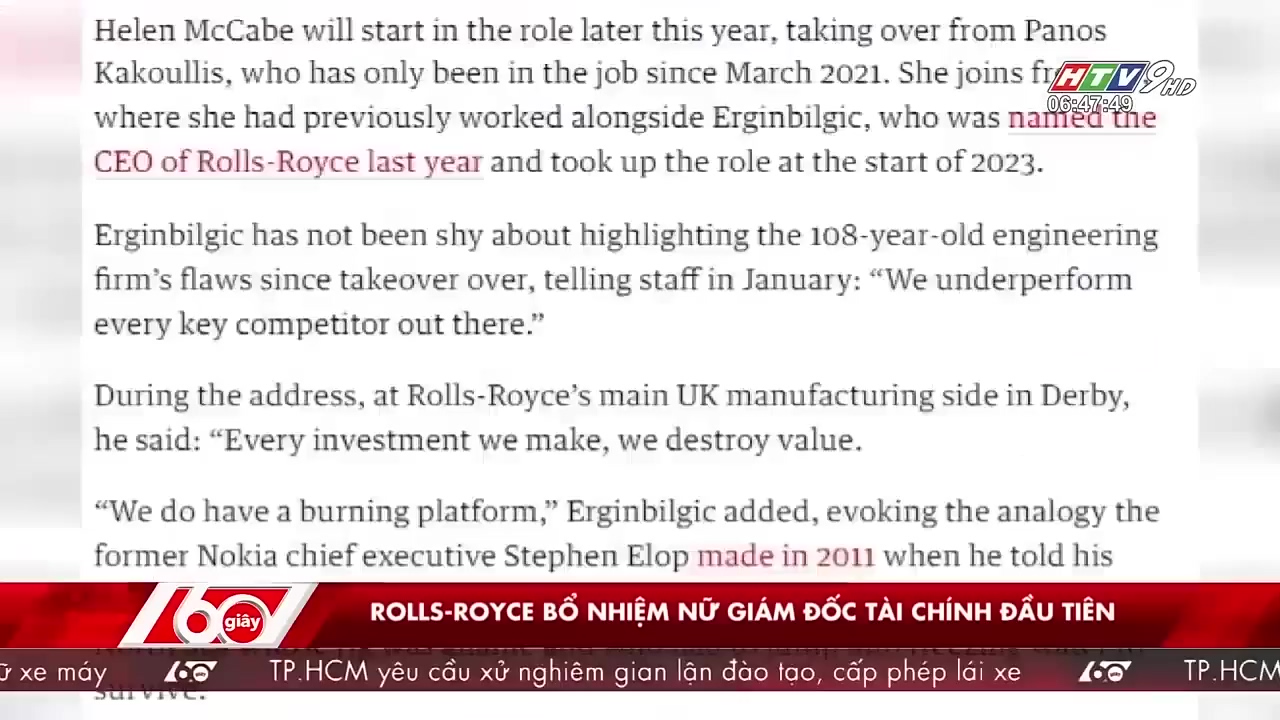 Helen McCabe will start in the role later this year, taking over from Panos
Kakoullis, who has only been in the job since March 2021. She joins
where she had previously worked alongside Erginbilgic, who was named the
CEO of Rolls-Royce last year and took up the role at the start of 2023.
HTV9 HD
06:47:49
Erginbilgic has not been shy about highlighting the 108-year-old engineering
firm’s flaws since takeover over, telling staff in January: “We underperform
every key competitor out there.”
During the address, at Rolls-Royce’s main UK manufacturing side in Derby,
he said: “Every investment we make, we destroy value.
“We do have a burning platform,” Erginbilgic added, evoking the analogy the
former Nokia chief executive Stephen Elop made in 2011 when he told his
survive.
60 giây
ROLLS-ROYCE BỔ NHIỆM NỮ GIÁM ĐỐC TÀI CHÍNH ĐẦU TIÊN
xe máy 60 TP.HCM yêu cầu xử nghiêm gian lận đào tạo, cấp phép lái xe 60 TP.HCM